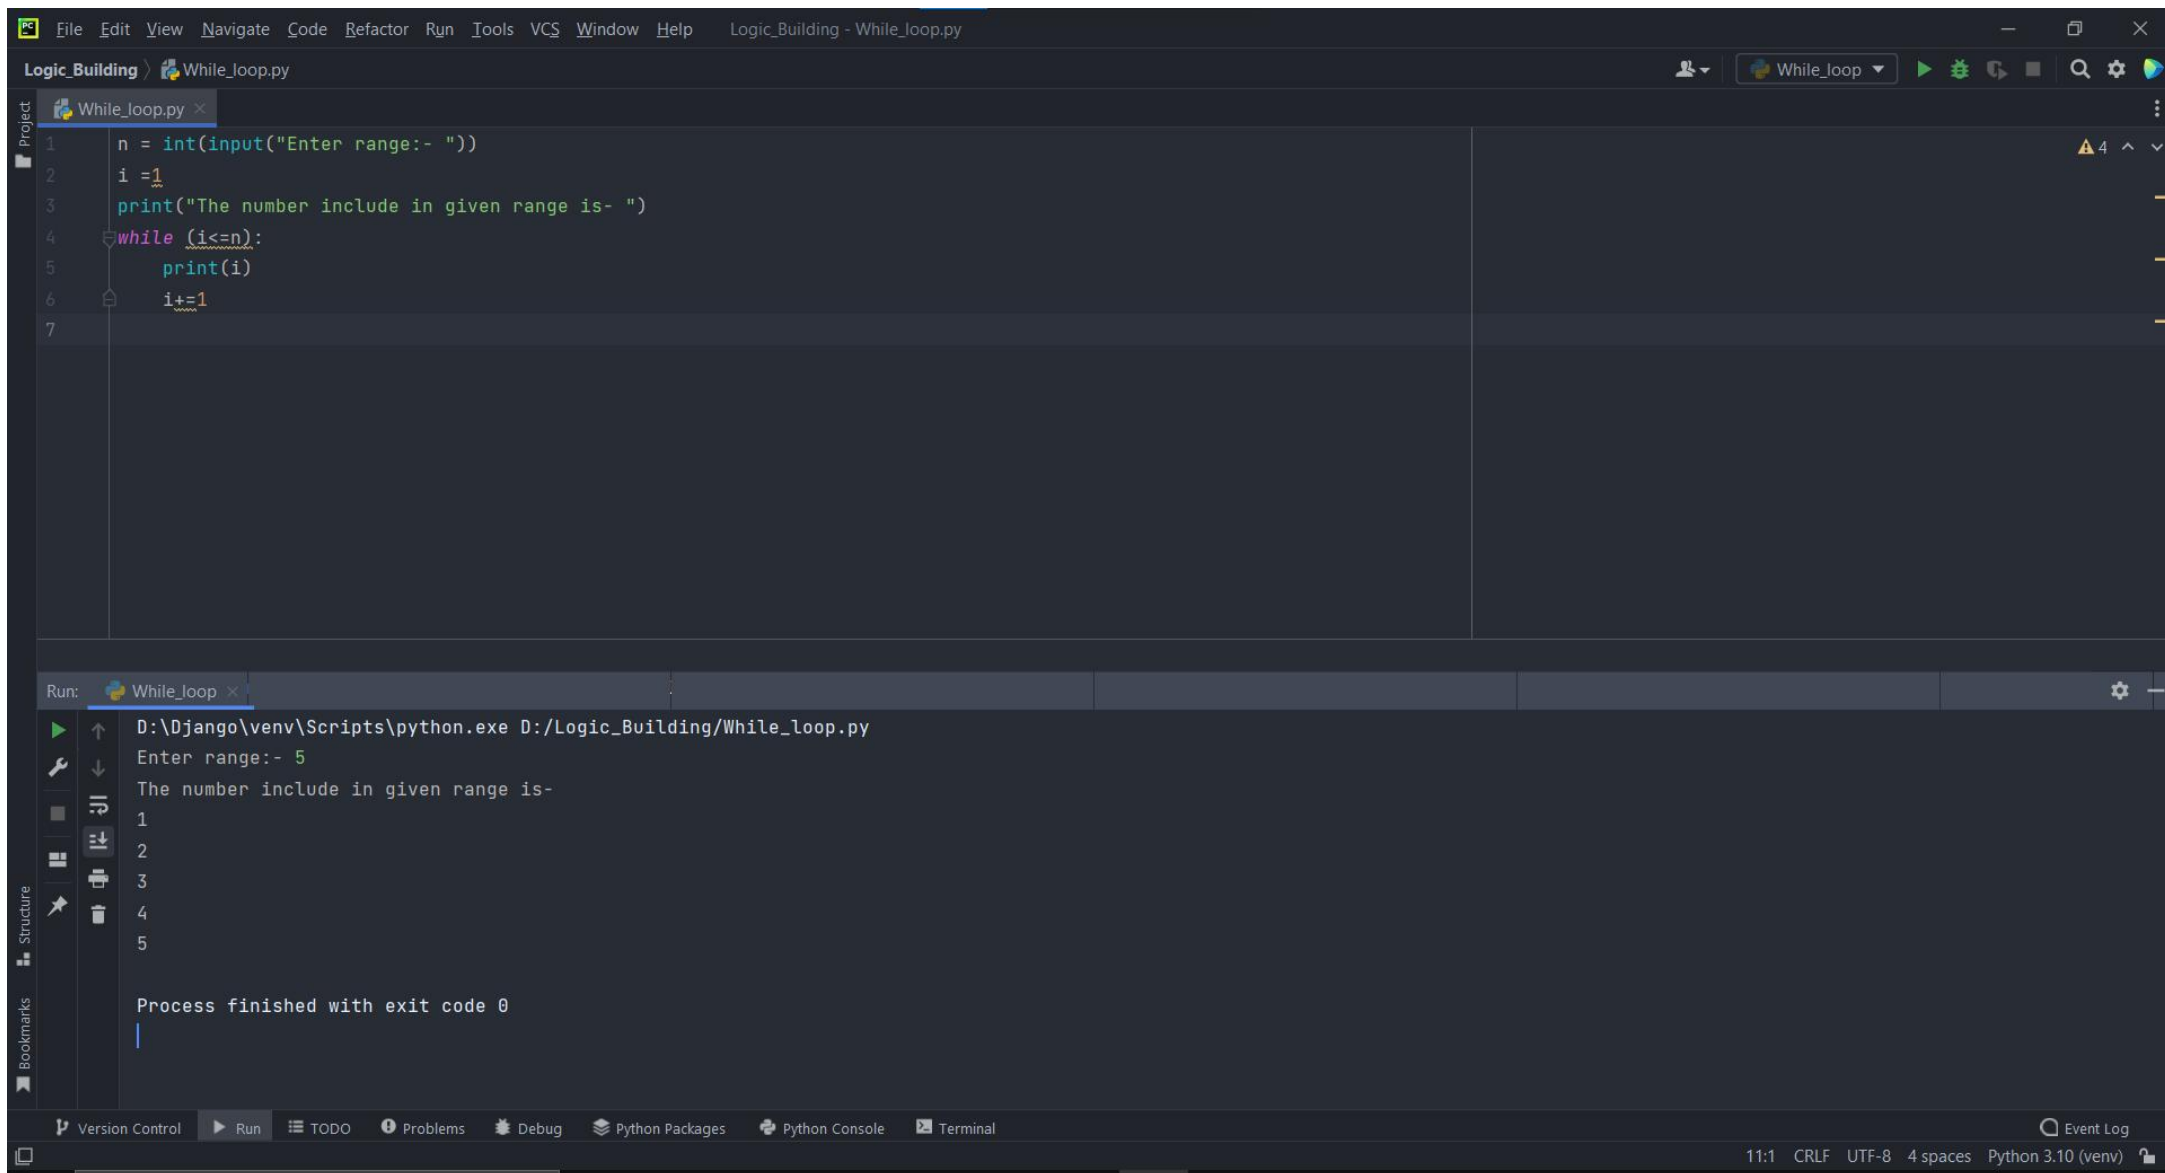 File Edit View Navigate Code Refactor Run Tools VCS Window Help Logic_Building - While_loop.py
Logic_Building While_loop.py While_loop
Project
While_loop.py
4
1 n = int(input("Enter range:- "))
2 i =1
3 print("The number include in given range is- ")
4 while (i<=n):
5 print(i)
6 i+=1
7
Run: While_loop
D:\Django\venv\Scripts\python.exe D:/Logic_Building/While_loop.py
Enter range:- 5
The number include in given range is-
1
2
3
4
5
Process finished with exit code 0
Structure
Bookmarks
Version Control Run TODO Problems Debug Python Packages Python Console Terminal Event Log
11:1 CRLF UTF-8 4 spaces Python 3.10 (venv)